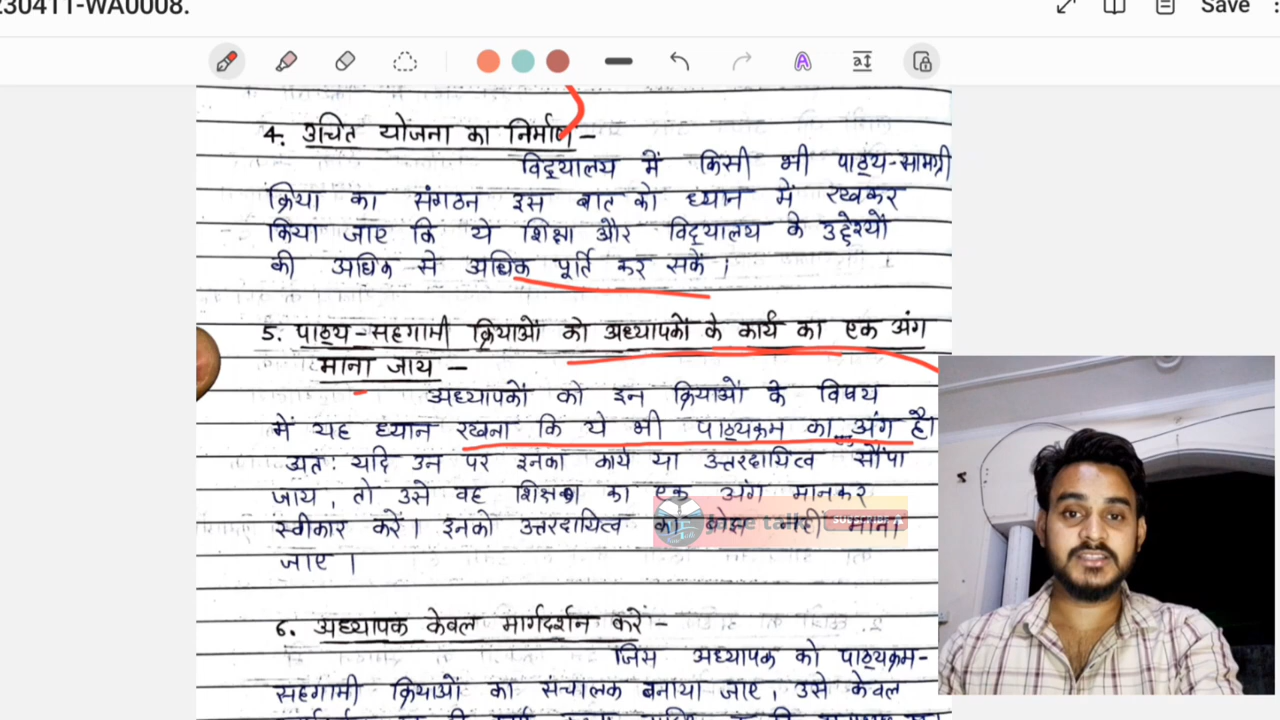 230411-WA0008.
Save
4. उचित योजना का निर्माण -
विद्यालय में किसी भी पाठ्य-सामग्री
क्रिया का संगठन इस बात को ध्यान में रखकर
किया जाए कि ये शिक्षा और विद्यालय के उद्देश्यों
की अधिक से अधिक पूर्ति कर सकें।
5. पाठ्य-सहगामी क्रियाओं को अध्यापकों के कार्य का एक अंग
माना जाय -
अध्यापकों को इन क्रियाओं के विषय
में यह ध्यान रखना कि ये भी पाठ्यक्रम का अंग है।
अतः यदि उन पर इनका कार्य या उत्तरदायित्व सौंपा
जाय, तो उसे वह शिक्षण का एक अंग मानकर
स्वीकार करें। इनको उत्तरदायित्व का बोझ नहीं माना
जाए।
SUBSCRIBE
6. अध्यापक केवल मार्गदर्शन करें -
जिस अध्यापक को पाठ्यक्रम-
सहगामी क्रियाओं का संचालक बनाया जाए, उसे केवल